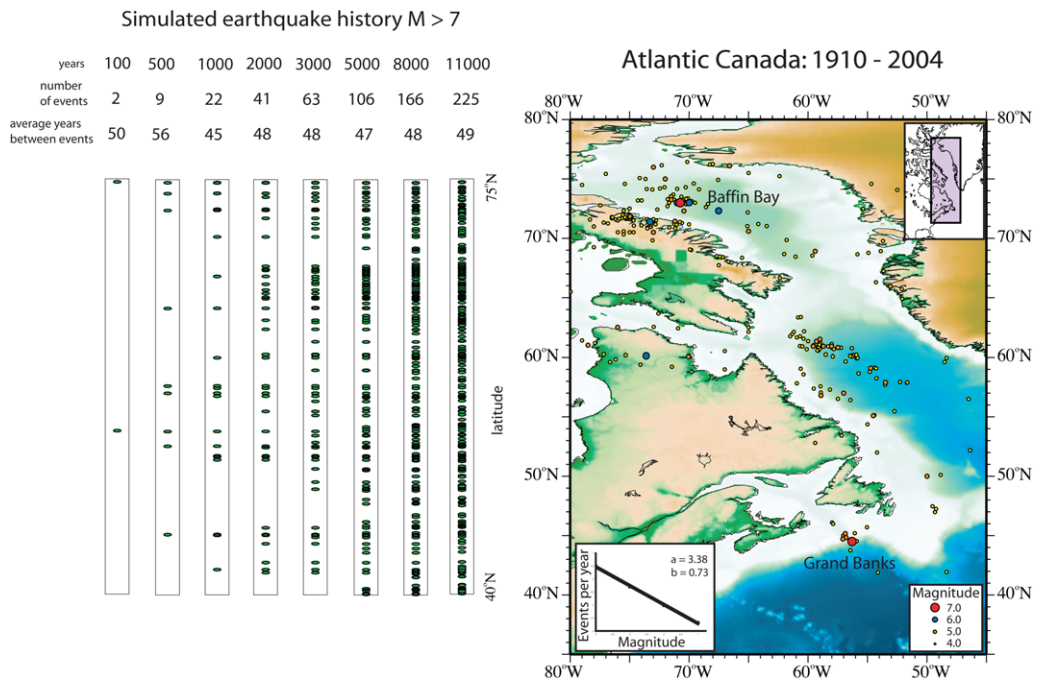 Simulated earthquake history M > 7
years 100 500 1000 2000 3000 5000 8000 11000
number
of events 2 9 22 41 63 106 166 225
average years
between events 50 56 45 48 48 47 48 49
75°N
latitude
40°N
Atlantic Canada: 1910 - 2004
80°W 70°W 60°W 50°W
80°N 80°N
Baffin Bay
70°N 70°N
60°N 60°N
50°N 50°N
Grand Banks
40°N 40°N
a = 3.38
b = 0.73
Events per year
Magnitude
Magnitude
7.0
6.0
5.0
4.0
80°W 70°W 60°W 50°W